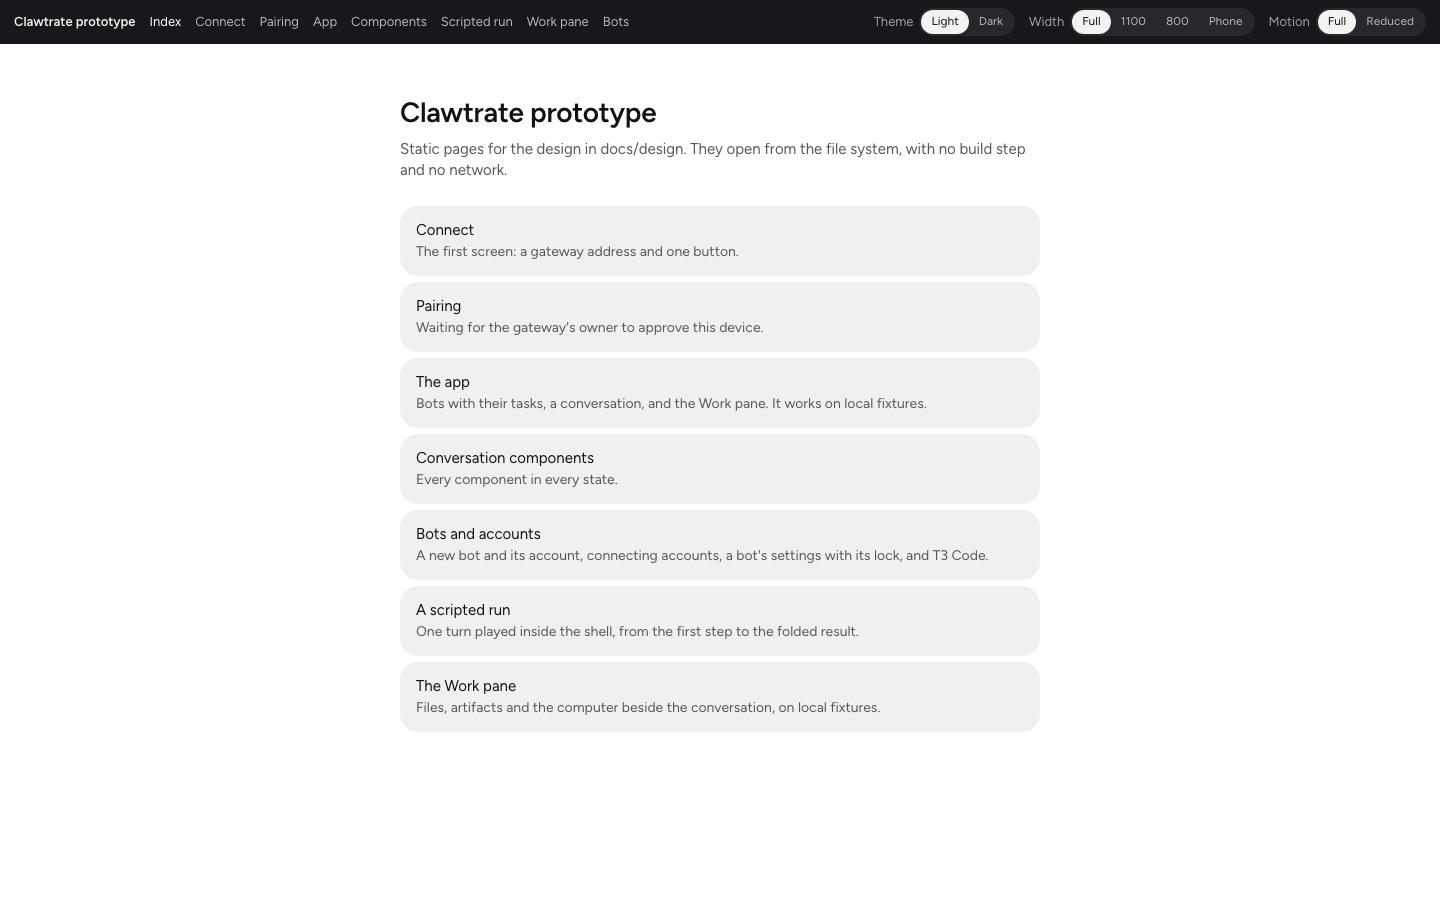 Clawtrate prototype Index Connect Pairing App Components Scripted run Work pane Bots Theme Light Dark Width Full 1100 800 Phone Motion Full Reduced
Clawtrate prototype
Static pages for the design in docs/design. They open from the file system, with no build step
and no network.
Connect
The first screen: a gateway address and one button.
Pairing
Waiting for the gateway's owner to approve this device.
The app
Bots with their tasks, a conversation, and the Work pane. It works on local fixtures.
Conversation components
Every component in every state.
Bots and accounts
A new bot and its account, connecting accounts, a bot's settings with its lock, and T3 Code.
A scripted run
One turn played inside the shell, from the first step to the folded result.
The Work pane
Files, artifacts and the computer beside the conversation, on local fixtures.